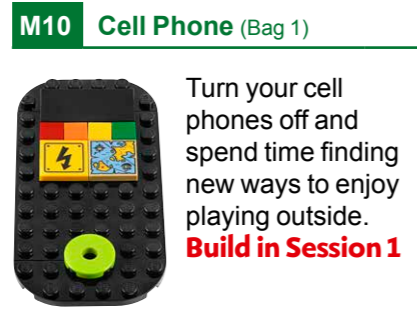 M10 Cell Phone (Bag 1)
Turn your cell
phones off and
spend time finding
new ways to enjoy
playing outside.
Build in Session 1